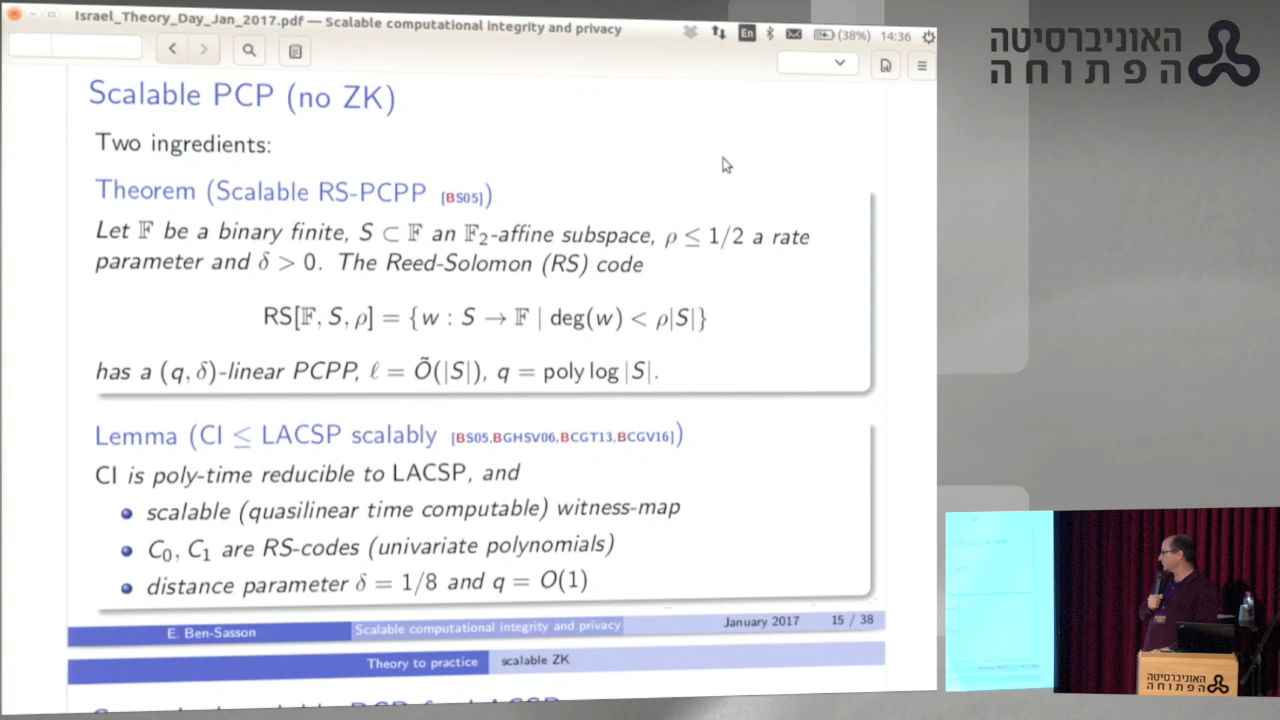 Israel_Theory_Day_Jan_2017.pdf — Scalable computational integrity and privacy
En
(38%) 14:36
האוניברסיטה
הפתוחה
Scalable PCP (no ZK)
Two ingredients:
Theorem (Scalable RS-PCPP [BS05])
Let 𝔽 be a binary finite, S ⊂ 𝔽 an 𝔽₂-affine subspace, ρ ≤ 1/2 a rate
parameter and δ > 0. The Reed-Solomon (RS) code
RS[𝔽, S, ρ] = {w : S → 𝔽 | deg(w) < ρ|S|}
has a (q, δ)-linear PCPP, ℓ = Õ(|S|), q = poly log |S|.
Lemma (CI ≤ LACSP scalably [BS05,BGHSV06,BCGT13,BCGV16])
CI is poly-time reducible to LACSP, and
scalable (quasilinear time computable) witness-map
C₀, C₁ are RS-codes (univariate polynomials)
distance parameter δ = 1/8 and q = O(1)
E. Ben-Sasson Scalable computational integrity and privacy January 2017 15 / 38
Theory to practice scalable ZK
האוניברסיטה
הפתוחה